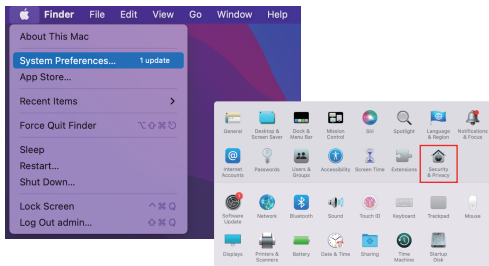 Finder File Edit View Go Window Help
About This Mac
System Preferences... 1 update
App Store...
Recent Items >
Force Quit Finder ⌥⇧⌘⎋
Sleep
Restart...
Shut Down...
Lock Screen ^⌘Q
Log Out admin... ⇧⌘Q
General Desktop & Dock & Mission Siri Spotlight Language Notifications
Screen Saver Menu Bar Control & Region & Focus
Internet Passwords Users & Accessibility Screen Time Extensions Security
Accounts Groups & Privacy
Software Network Bluetooth Sound Touch ID Keyboard Trackpad Mouse
Update
Displays Printers & Battery Date & Time Sharing Time Startup
Scanners Machine Disk